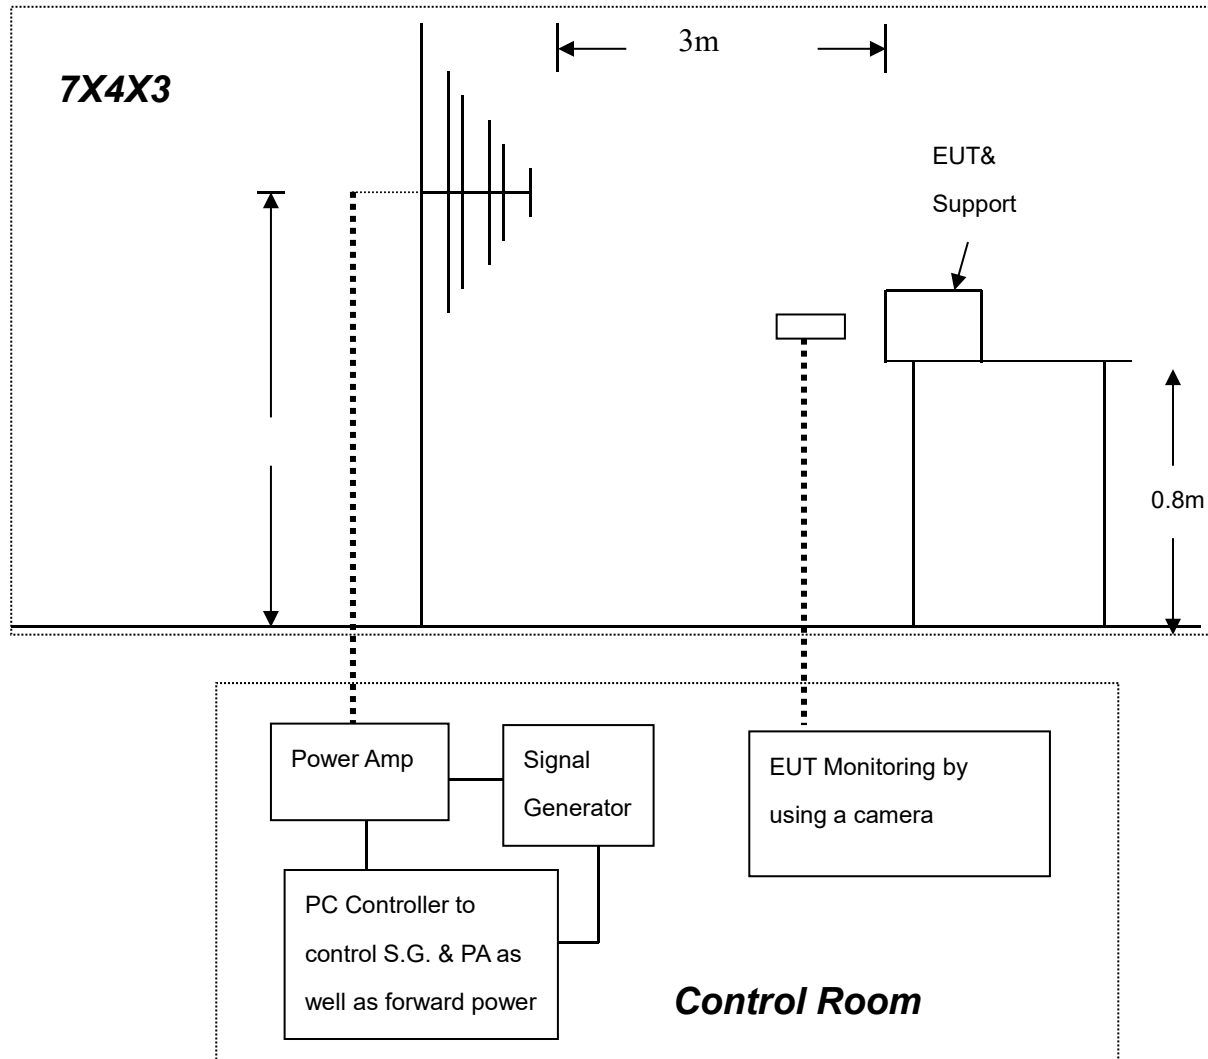 3m
7X4X3
EUT&
Support
0.8m
Power Amp
Signal
Generator
EUT Monitoring by
using a camera
PC Controller to
control S.G. & PA as
well as forward power
Control Room